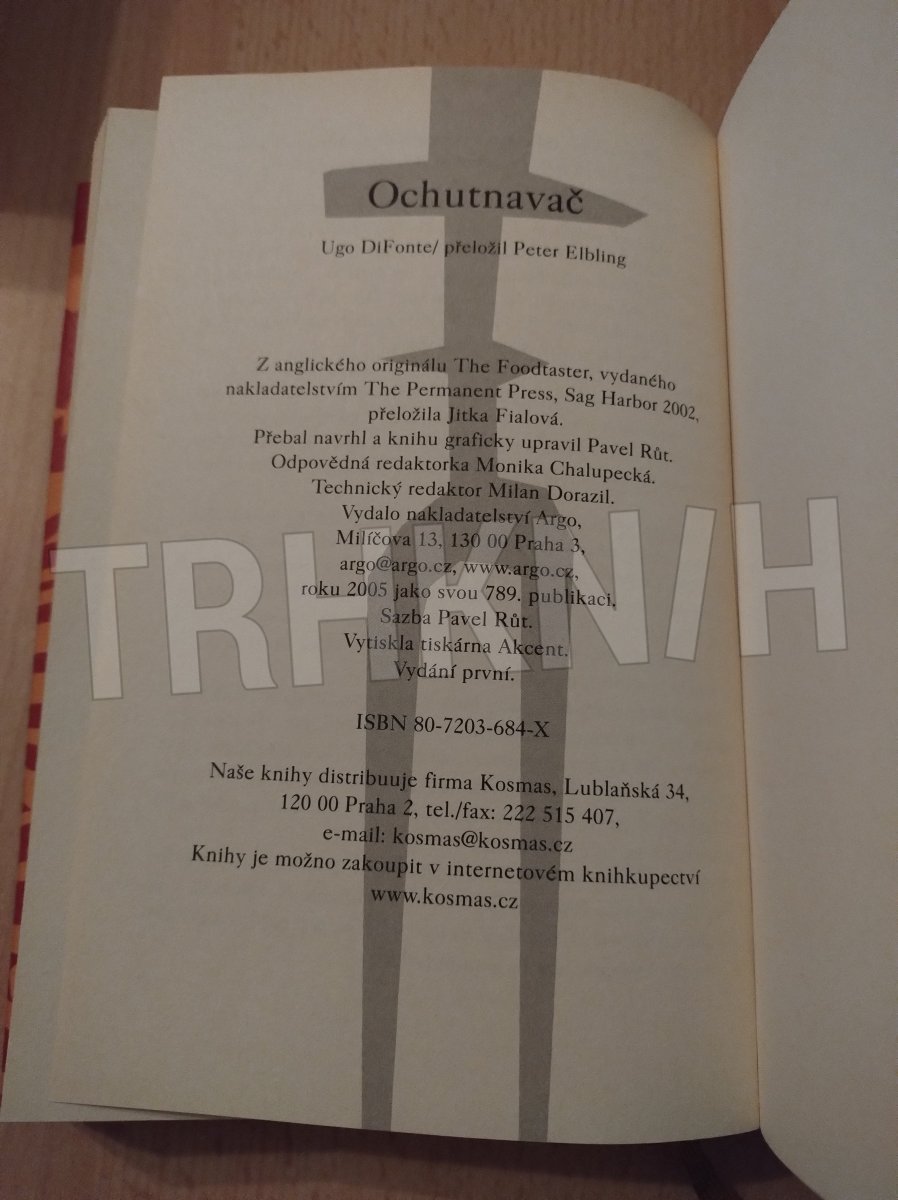 Ochutnavač
Ugo DiFonte/ přeložil Peter Elbling
Z anglického originálu The Foodtaster, vydaného
nakladatelstvím The Permanent Press, Sag Harbor 2002,
přeložila Jitka Fialová.
Přebal navrhl a knihu graficky upravil Pavel Růt.
Odpovědná redaktorka Monika Chalupecká.
Technický redaktor Milan Dorazil.
Vydalo nakladatelství Argo,
Milíčova 13, 130 00 Praha 3,
argo@argo.cz, www.argo.cz,
roku 2005 jako svou 789. publikaci.
Sazba Pavel Růt.
Vytiskla tiskárna Akcent.
Vydání první.
ISBN 80-7203-684-X
Naše knihy distribuuje firma Kosmas, Lublaňská 34,
120 00 Praha 2, tel./fax: 222 515 407,
e-mail: kosmas@kosmas.cz
Knihy je možno zakoupit v internetovém knihkupectví
www.kosmas.cz
TRHKNIH